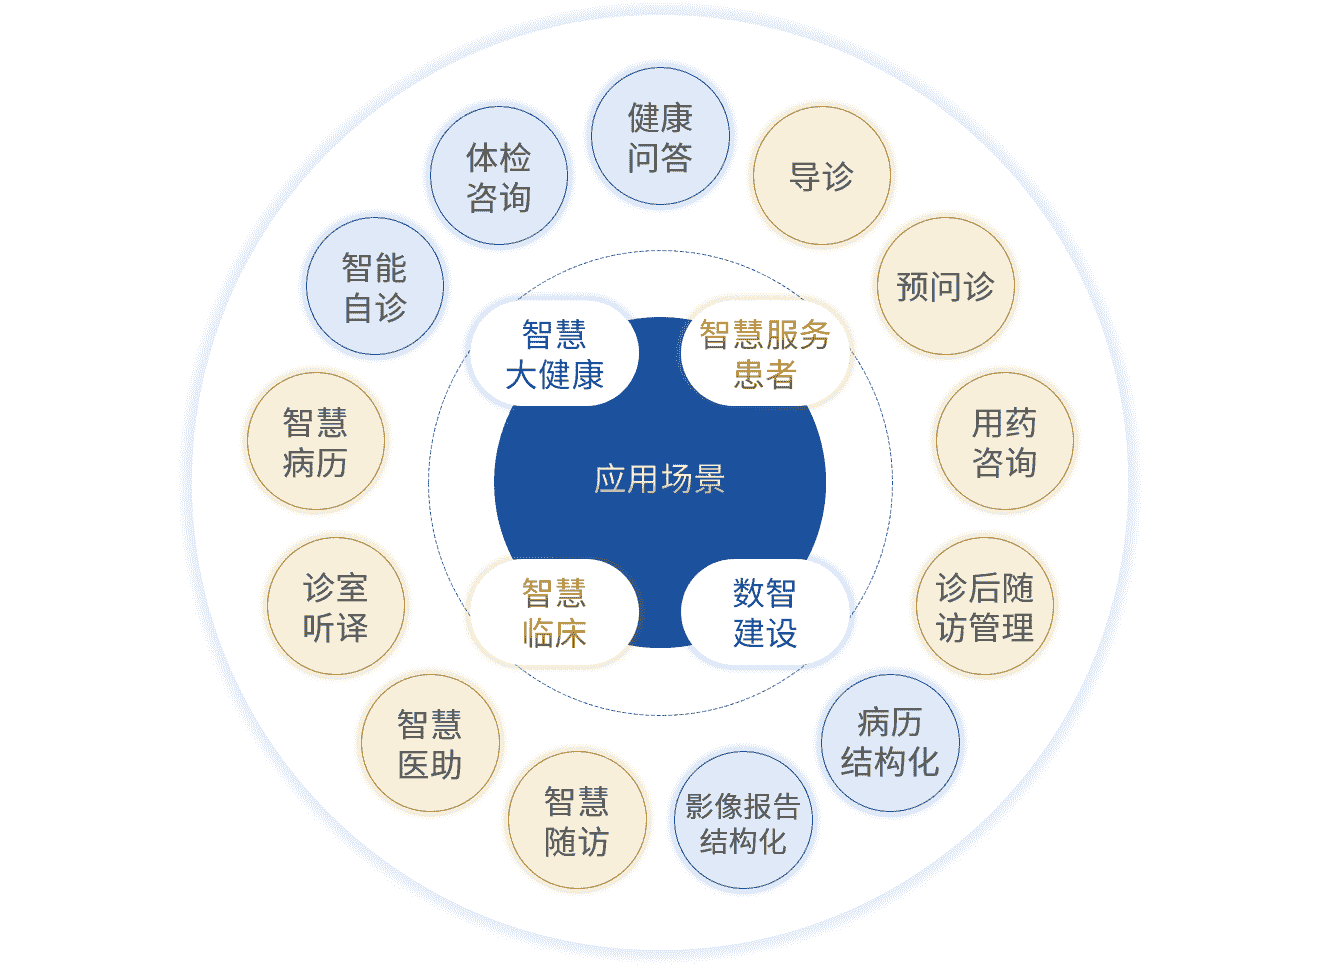 健康
问答
导诊
预问诊
用药
咨询
诊后随
访管理
病历
结构化
影像报告
结构化
智慧
随访
智慧
医助
诊室
听译
智慧
病历
智能
自诊
体检
咨询
智慧
大健康
智慧服务
患者
应用场景
智慧
临床
数智
建设